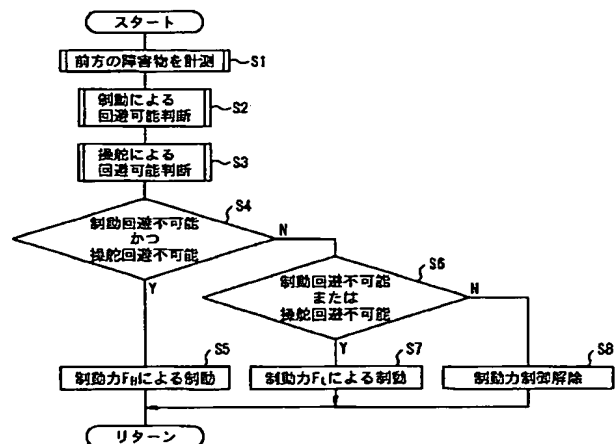 スタート
前方の障害物を計測
S1
制動による
回避可能判断
S2
操舵による
回避可能判断
S3
制動回避不可能
かつ
操舵回避不可能
S4
N
Y
制動回避不可能
または
操舵回避不可能
S6
N
Y
制動力FHによる制動
S5
制動力FLによる制動
S7
制動力制御解除
S8
リターン